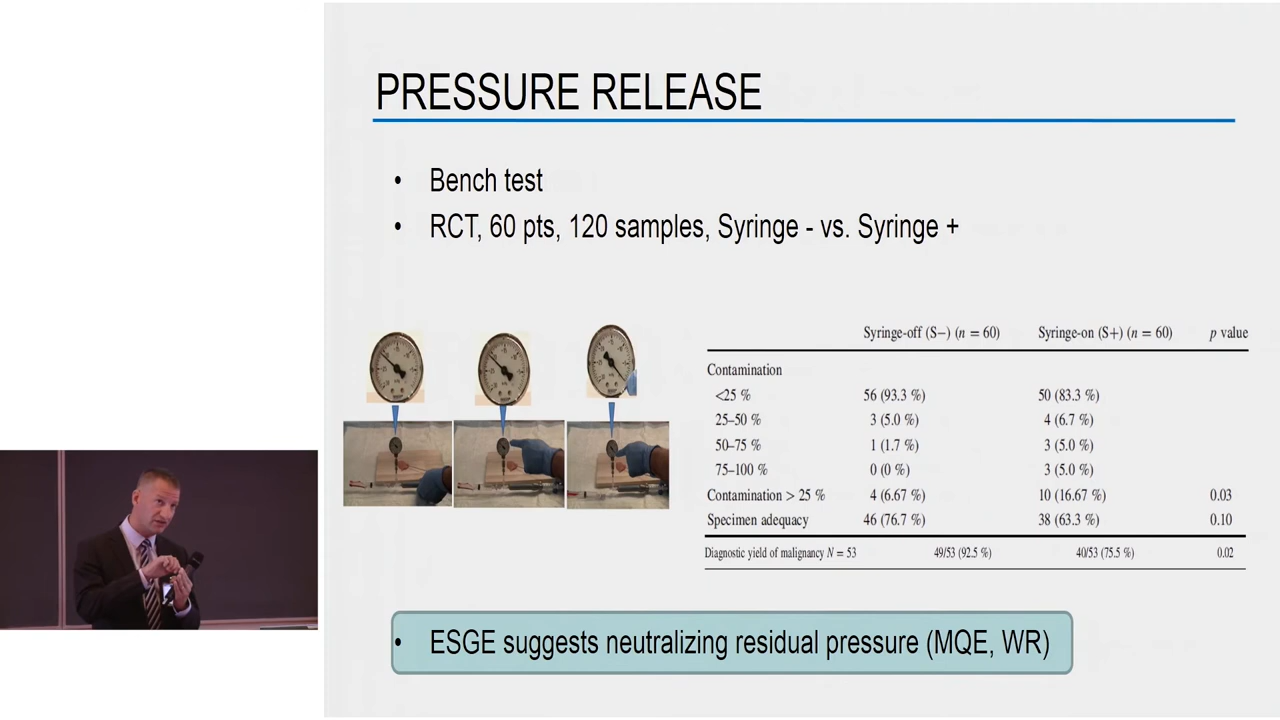 PRESSURE RELEASE
• Bench test
• RCT, 60 pts, 120 samples, Syringe - vs. Syringe +
Syringe-off (S−) (n = 60) Syringe-on (S+) (n = 60) p value
Contamination
<25 % 56 (93.3 %) 50 (83.3 %)
25–50 % 3 (5.0 %) 4 (6.7 %)
50–75 % 1 (1.7 %) 3 (5.0 %)
75–100 % 0 (0 %) 3 (5.0 %)
Contamination > 25 % 4 (6.67 %) 10 (16.67 %) 0.03
Specimen adequacy 46 (76.7 %) 38 (63.3 %) 0.10
Diagnostic yield of malignancy N = 53 49/53 (92.5 %) 40/53 (75.5 %) 0.02
• ESGE suggests neutralizing residual pressure (MQE, WR)